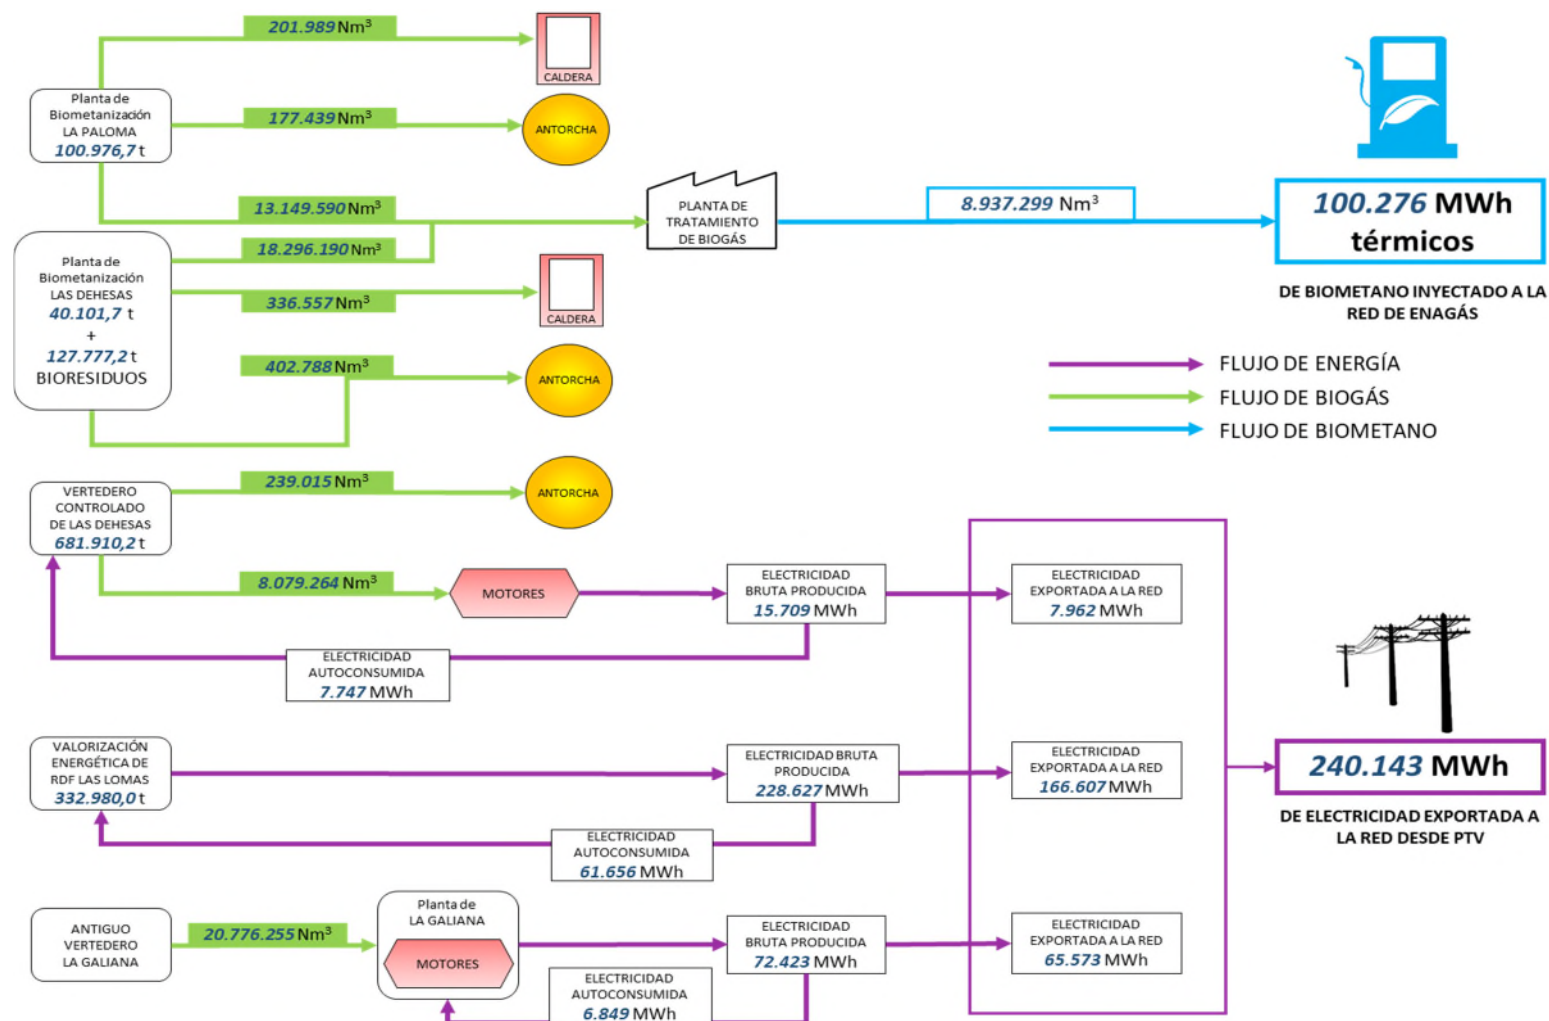 201.989 Nm³
CALDERA
Planta de
Biometanización
LA PALOMA
100.976,7 t
177.439 Nm³
ANTORCHA
13.149.590 Nm³
18.296.190 Nm³
PLANTA DE
TRATAMIENTO
DE BIOGÁS
8.937.299 Nm³
100.276 MWh
térmicos
DE BIOMETANO INYECTADO A LA
RED DE ENAGÁS
Planta de
Biometanización
LAS DEHESAS
40.101,7 t
+
127.777,2 t
BIORESIDUOS
336.557 Nm³
CALDERA
402.788 Nm³
ANTORCHA
FLUJO DE ENERGÍA
FLUJO DE BIOGÁS
FLUJO DE BIOMETANO
VERTEDERO
CONTROLADO
DE LAS DEHESAS
681.910,2 t
239.015 Nm³
ANTORCHA
8.079.264 Nm³
MOTORES
ELECTRICIDAD
BRUTA PRODUCIDA
15.709 MWh
ELECTRICIDAD
EXPORTADA A LA RED
7.962 MWh
ELECTRICIDAD
AUTOCONSUMIDA
7.747 MWh
VALORIZACIÓN
ENERGÉTICA DE
RDF LAS LOMAS
332.980,0 t
ELECTRICIDAD BRUTA
PRODUCIDA
228.627 MWh
ELECTRICIDAD
EXPORTADA A LA RED
166.607 MWh
240.143 MWh
DE ELECTRICIDAD EXPORTADA A
LA RED DESDE PTV
ELECTRICIDAD
AUTOCONSUMIDA
61.656 MWh
ANTIGUO
VERTEDERO
LA GALIANA
20.776.255 Nm³
Planta de
LA GALIANA
MOTORES
ELECTRICIDAD
BRUTA PRODUCIDA
72.423 MWh
ELECTRICIDAD
EXPORTADA A LA RED
65.573 MWh
ELECTRICIDAD
AUTOCONSUMIDA
6.849 MWh